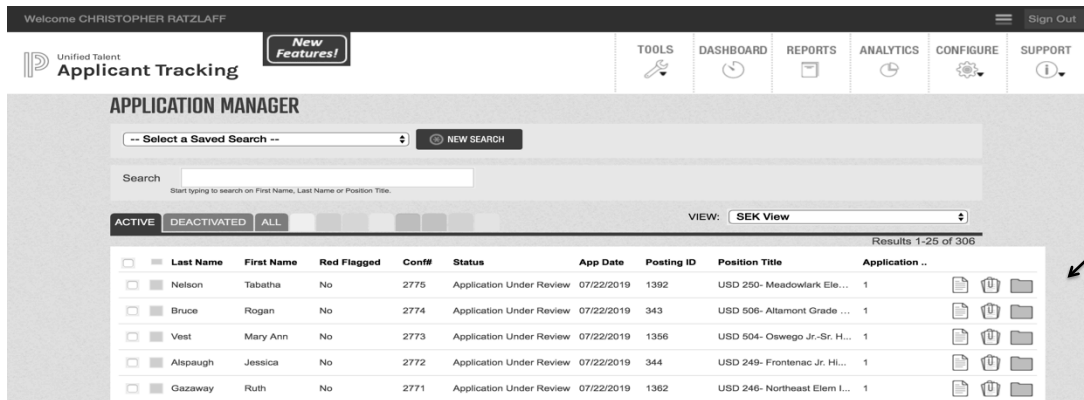 Welcome CHRISTOPHER RATZLAFF Sign Out
New Features!
Unified Talent
Applicant Tracking
TOOLS DASHBOARD REPORTS ANALYTICS CONFIGURE SUPPORT
APPLICATION MANAGER
-- Select a Saved Search -- NEW SEARCH
Search
Start typing to search on First Name, Last Name or Position Title.
ACTIVE DEACTIVATED ALL VIEW: SEK View
Results 1-25 of 306
Last Name First Name Red Flagged Conf# Status App Date Posting ID Position Title Application ..
Nelson Tabatha No 2775 Application Under Review 07/22/2019 1392 USD 250- Meadowlark Ele... 1
Bruce Rogan No 2774 Application Under Review 07/22/2019 343 USD 506- Altamont Grade ... 1
Vest Mary Ann No 2773 Application Under Review 07/22/2019 1356 USD 504- Oswego Jr.-Sr. H... 1
Alspaugh Jessica No 2772 Application Under Review 07/22/2019 344 USD 249- Frontenac Jr. Hi... 1
Gazaway Ruth No 2771 Application Under Review 07/22/2019 1362 USD 246- Northeast Elem I... 1